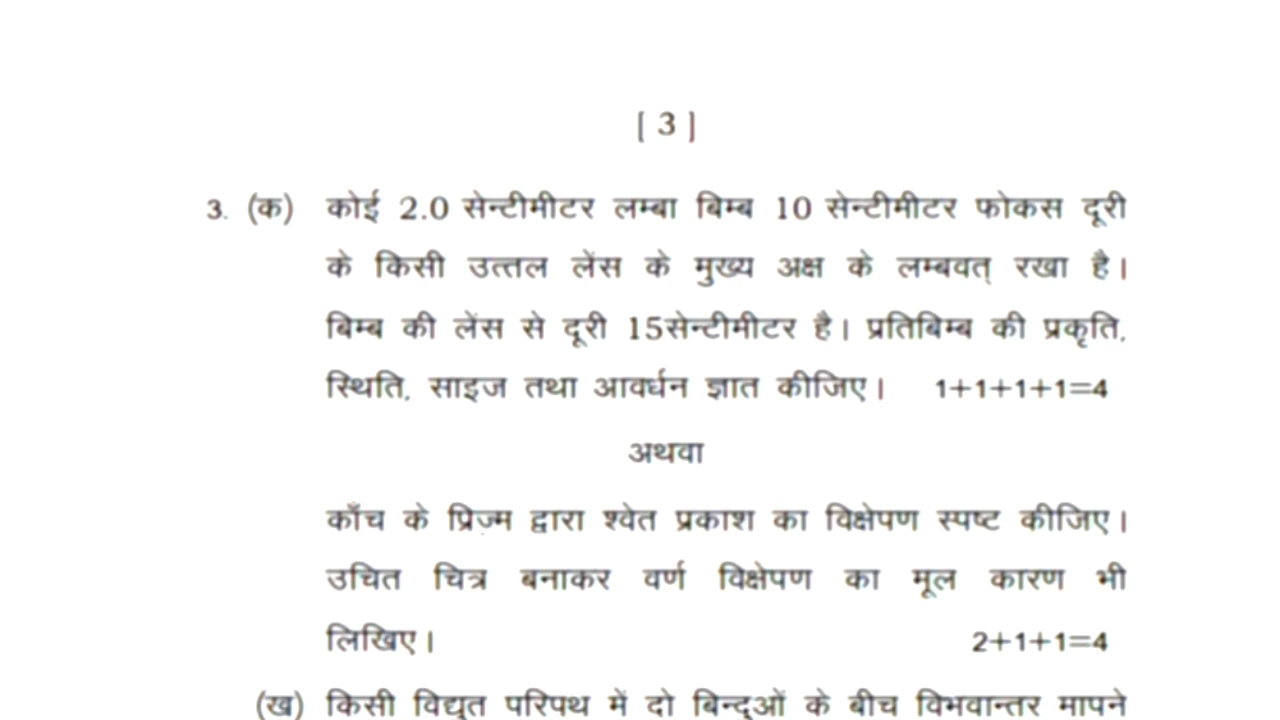 [ 3 ]
3. (क) कोई 2.0 सेन्टीमीटर लम्बा बिम्ब 10 सेन्टीमीटर फोकस दूरी
के किसी उत्तल लेंस के मुख्य अक्ष के लम्बवत् रखा है।
बिम्ब की लेंस से दूरी 15सेन्टीमीटर है। प्रतिबिम्ब की प्रकृति,
स्थिति, साइज तथा आवर्धन ज्ञात कीजिए। 1+1+1+1=4
अथवा
काँच के प्रिज्म द्वारा श्वेत प्रकाश का विक्षेपण स्पष्ट कीजिए।
उचित चित्र बनाकर वर्ण विक्षेपण का मूल कारण भी
लिखिए। 2+1+1=4
(ख) किसी विद्युत परिपथ में दो बिन्दुओं के बीच विभवान्तर मापने